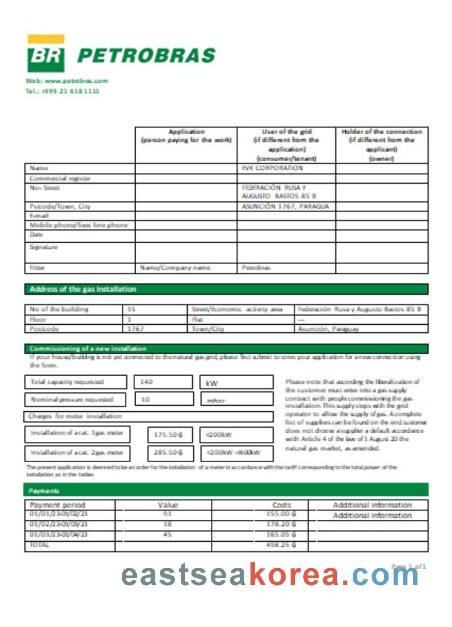 BR PETROBRAS
Web: www.petrobras.com
Tel.: +595 21 618 1111
Application
(person paying for the work)
User of the grid
(if different from the
application)
(consumer/tenant)
Holder of the connection
(if different from the
applicant)
(owner)
Name EVR CORPORATION
Commercial register
No– Street FEDERACIÓN RUSA Y
AUGUSTO BASTOS 85 B
Pstcode/Town, City ASUNCIÓN 1767, PARAGUA
E-mail
Mobile phone/fixes line phone
Date
Signature
Fitter Name/Company name Petrobras
Address of the gas installation
No of the building 15 Street/Economic activity area Federación Rusa y Augusto Bastos 85 B
Floor 1 Flat —
Postcode 1767 Town/City Asunción, Paraguay
Commissioning of a new installation
If your house/building is not yet connected to the natural gas grid, please first submit to your application for a new connection using
the form.
Total capacity requested 140 kW
Nominal pressure requested 10 mbar
Charges for meter installation
Installation of a cat. 1 gas meter 175.50 ₲ ≤200kW
Installation of a cat. 2 gas meter 285.50 ₲ <200kW <600kW
Please note that according the liberalization of
the customer must enter into a gas supply
contract with people commissioning the gas
installation. This supply steps with the grid
operator to allow the supply of gas. A complete
list of suppliers can be found on the end customer
does not choose a supplier a default accordance
with Article 4 of the law of 1 August 20 the
natural gas market, as amended.
The present application is deemed to be an order for the installation of a meter in accordance with the tariff corresponding to the total power of the
installation as in the tables
Payments
Payment period Value Costs Additional information
01/01/23-01/02/23 91 155.00 ₲ Additional information
01/02/23-01/03/23 18 178.20 ₲
01/03/23-01/04/23 45 165.05 ₲
TOTAL 498.25 ₲
Page 1 of 1
eastseakorea.com